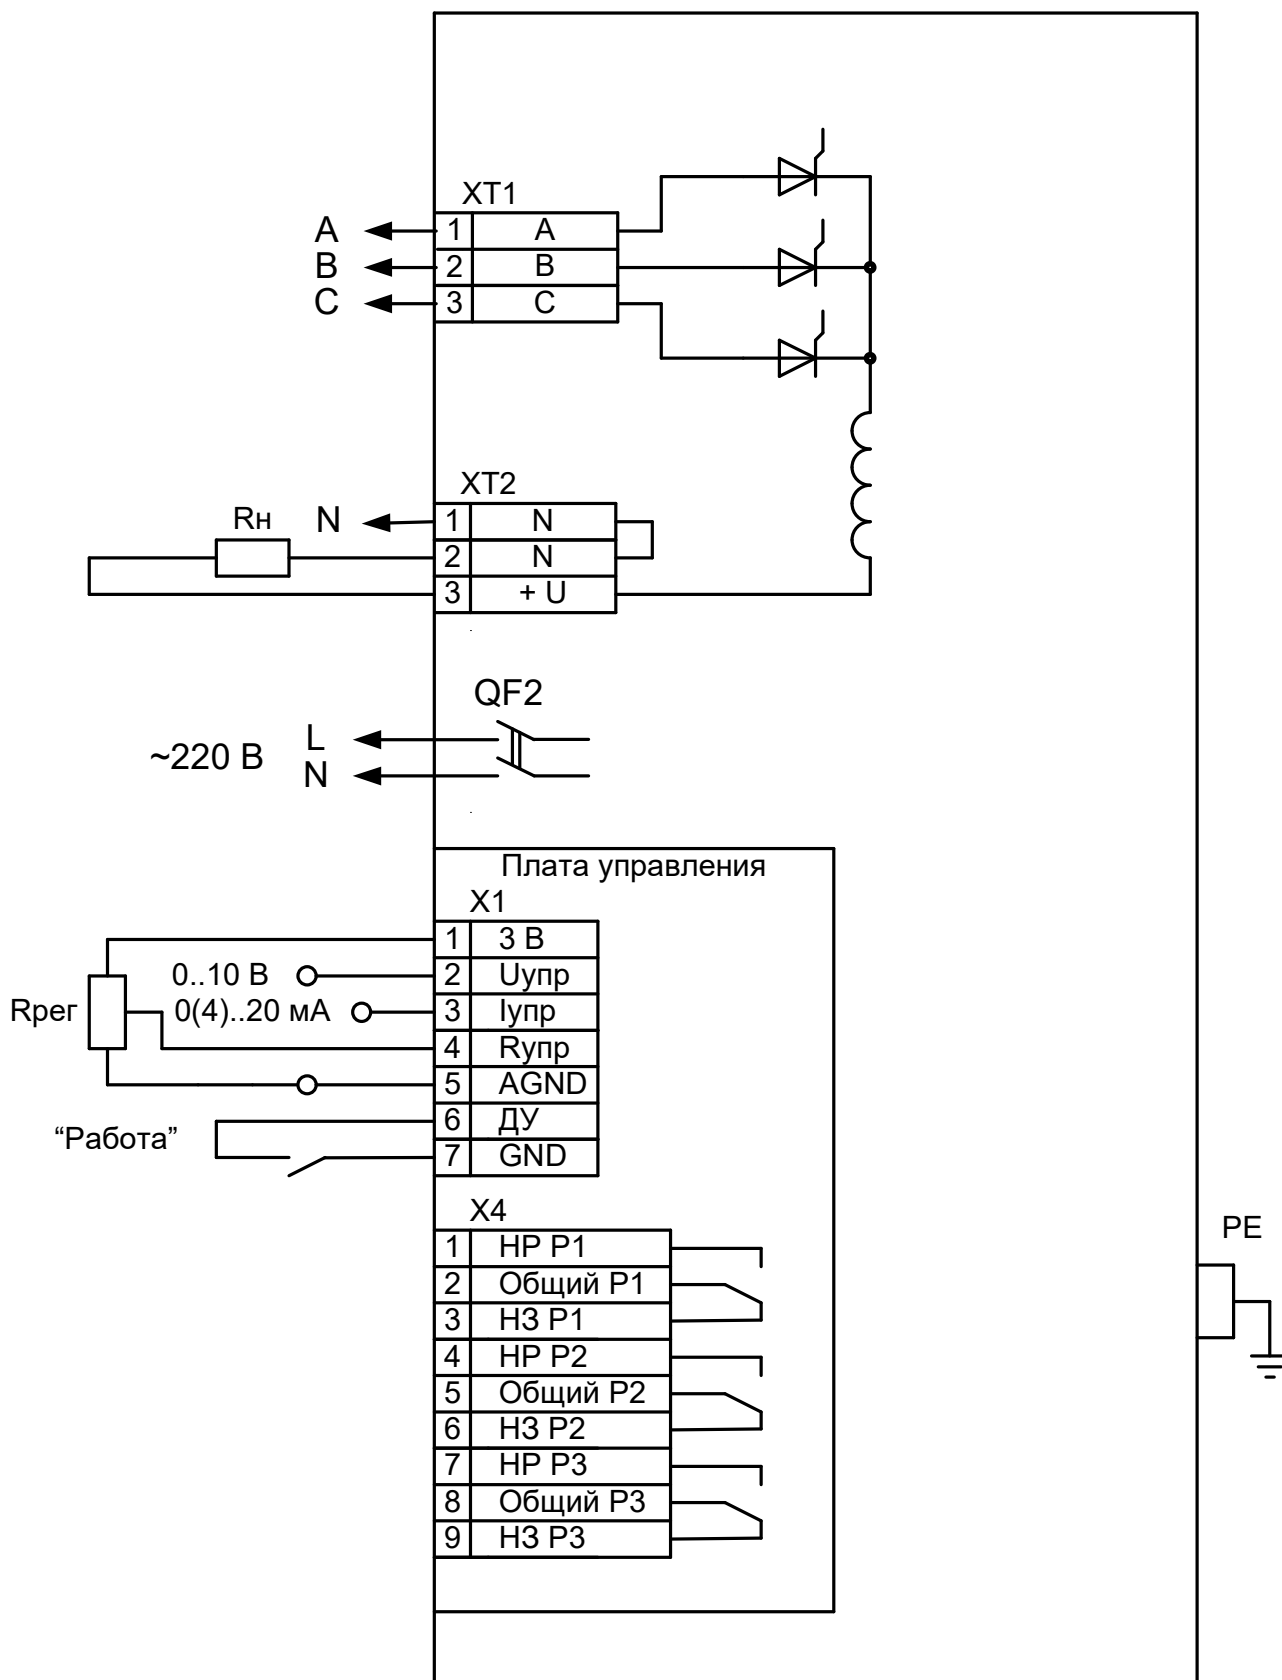 XT1
A 1 A
B 2 B
C 3 C
XT2
Rн N 1 N
2 N
3 + U
QF2
~220 В L
N
Плата управления
X1
1 3 В
0..10 В 2 Uупр
Rрег 0(4)..20 мА 3 Iупр
4 Rупр
5 AGND
“Работа” 6 ДУ
7 GND
X4
1 НР Р1
2 Общий Р1
3 НЗ Р1
4 НР Р2
5 Общий Р2
6 НЗ Р2
7 НР Р3
8 Общий Р3
9 НЗ Р3
PE